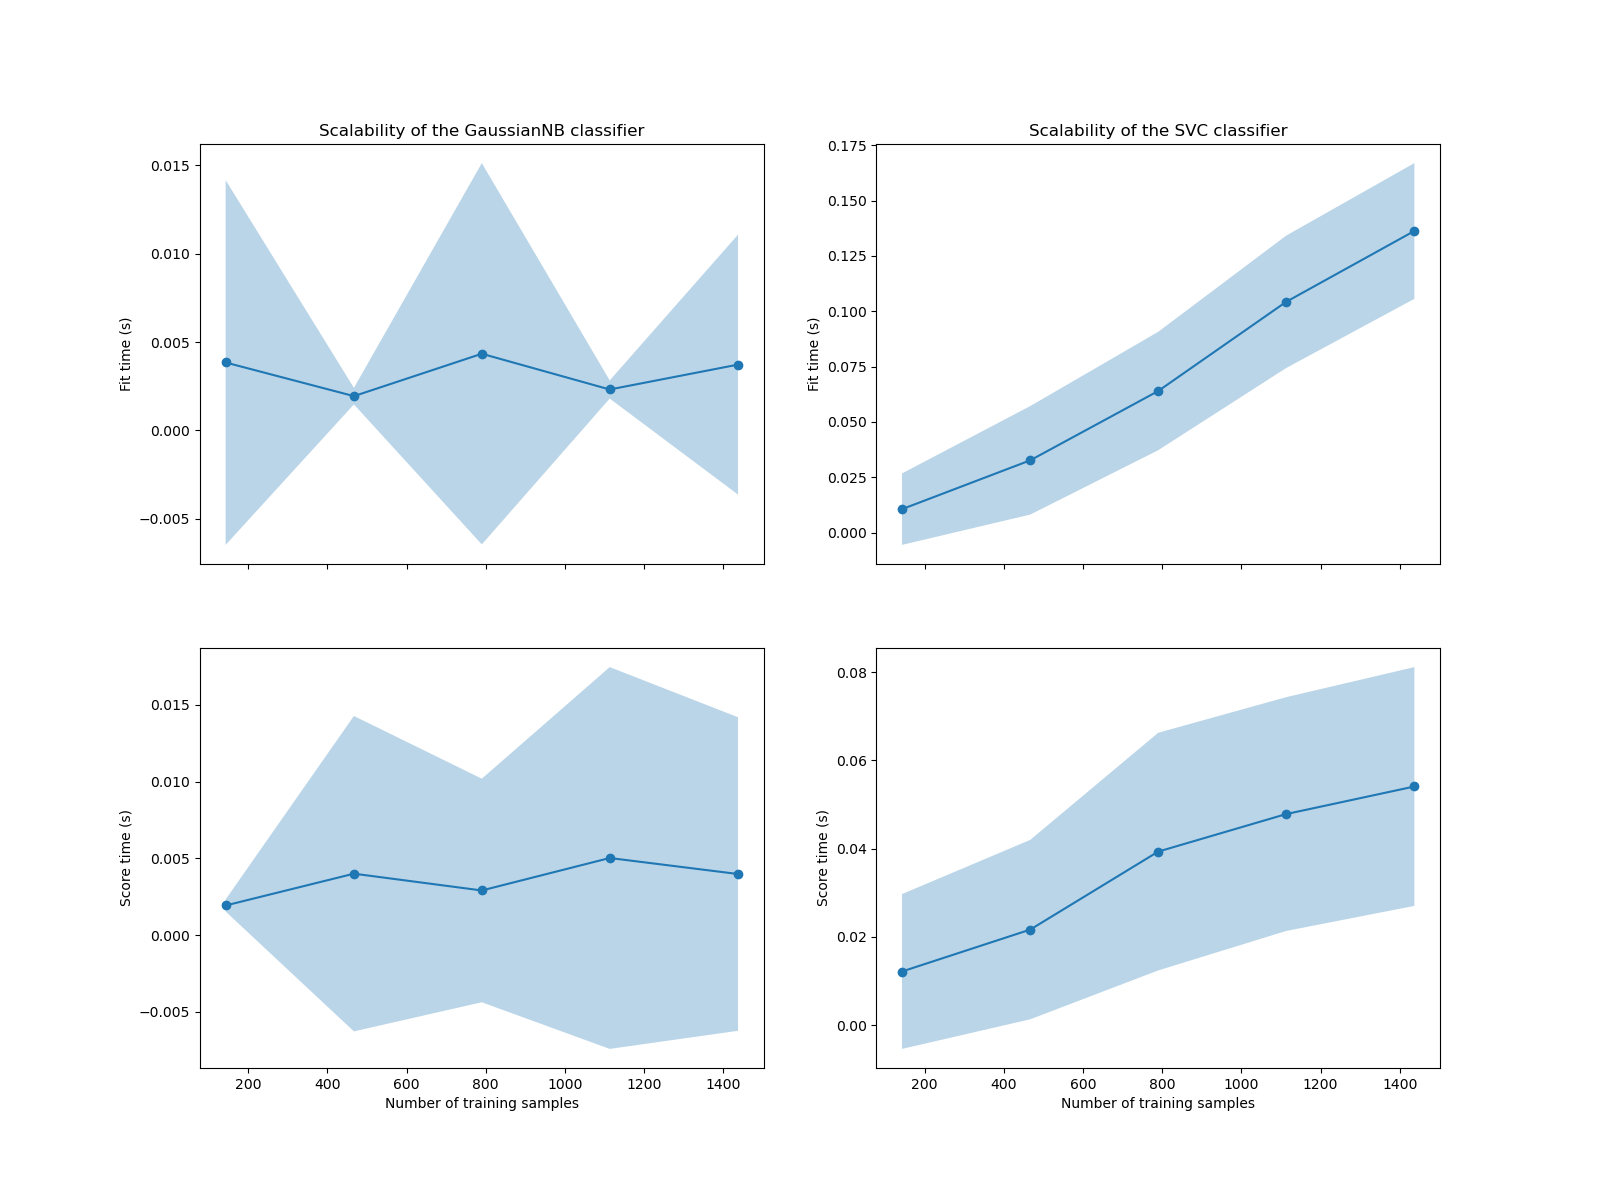 Scalability of the GaussianNB classifier
0.015
0.010
0.005
0.000
−0.005
Fit time (s)
Scalability of the SVC classifier
0.175
0.150
0.125
0.100
0.075
0.050
0.025
0.000
Fit time (s)
0.015
0.010
0.005
0.000
−0.005
Score time (s)
200 400 600 800 1000 1200 1400
Number of training samples
0.08
0.06
0.04
0.02
0.00
Score time (s)
200 400 600 800 1000 1200 1400
Number of training samples